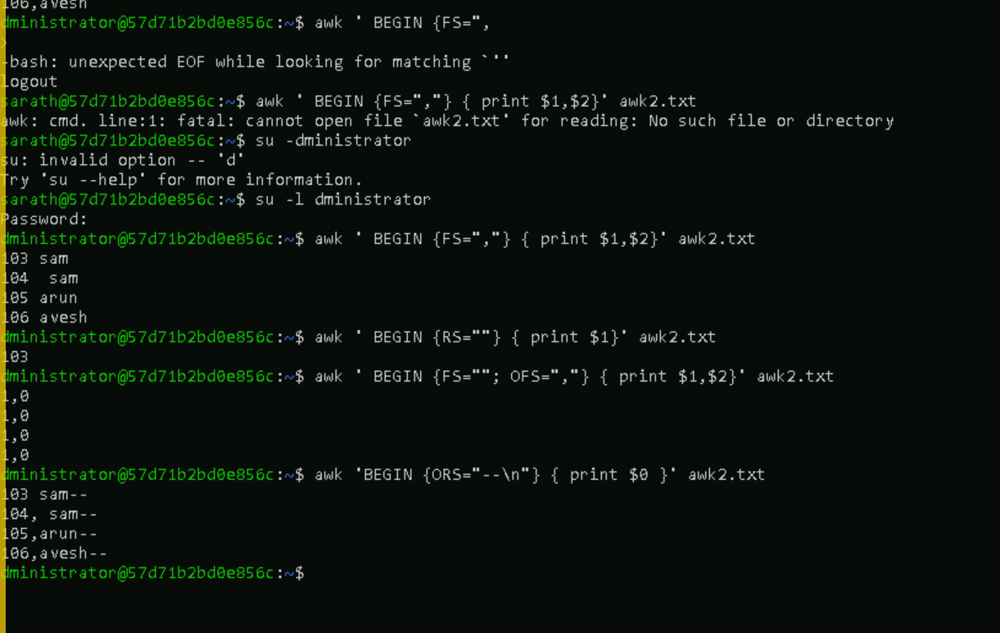 106,avesh
dministrator@57d71b2bd0e856c:~$ awk ' BEGIN {FS=",
>
-bash: unexpected EOF while looking for matching `''
logout
sarath@57d71b2bd0e856c:~$ awk ' BEGIN {FS=","} { print $1,$2}' awk2.txt
awk: cmd. line:1: fatal: cannot open file `awk2.txt' for reading: No such file or directory
sarath@57d71b2bd0e856c:~$ su -dministrator
su: invalid option -- 'd'
Try 'su --help' for more information.
sarath@57d71b2bd0e856c:~$ su -l dministrator
Password:
dministrator@57d71b2bd0e856c:~$ awk ' BEGIN {FS=","} { print $1,$2}' awk2.txt
103 sam
104  sam
105 arun
106 avesh
dministrator@57d71b2bd0e856c:~$ awk ' BEGIN {RS=""} { print $1}' awk2.txt
103
dministrator@57d71b2bd0e856c:~$ awk ' BEGIN {FS=""; OFS=","} { print $1,$2}' awk2.txt
1,0
1,0
1,0
1,0
dministrator@57d71b2bd0e856c:~$ awk 'BEGIN {ORS="--\n"} { print $0 }' awk2.txt
103 sam--
104, sam--
105,arun--
106,avesh--
dministrator@57d71b2bd0e856c:~$